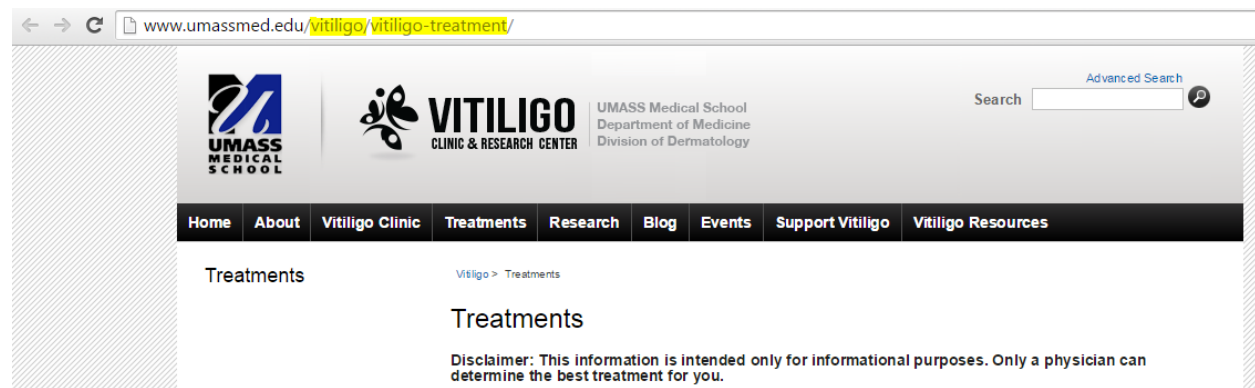 www.umassmed.edu/vitiligo/vitiligo-treatment/
Advanced Search
Search
UMASS
MEDICAL
SCHOOL
VITILIGO
CLINIC & RESEARCH CENTER
UMASS Medical School
Department of Medicine
Division of Dermatology
Home About Vitiligo Clinic Treatments Research Blog Events Support Vitiligo Vitiligo Resources
Treatments
Vitiligo > Treatments
Treatments
Disclaimer: This information is intended only for informational purposes. Only a physician can
determine the best treatment for you.